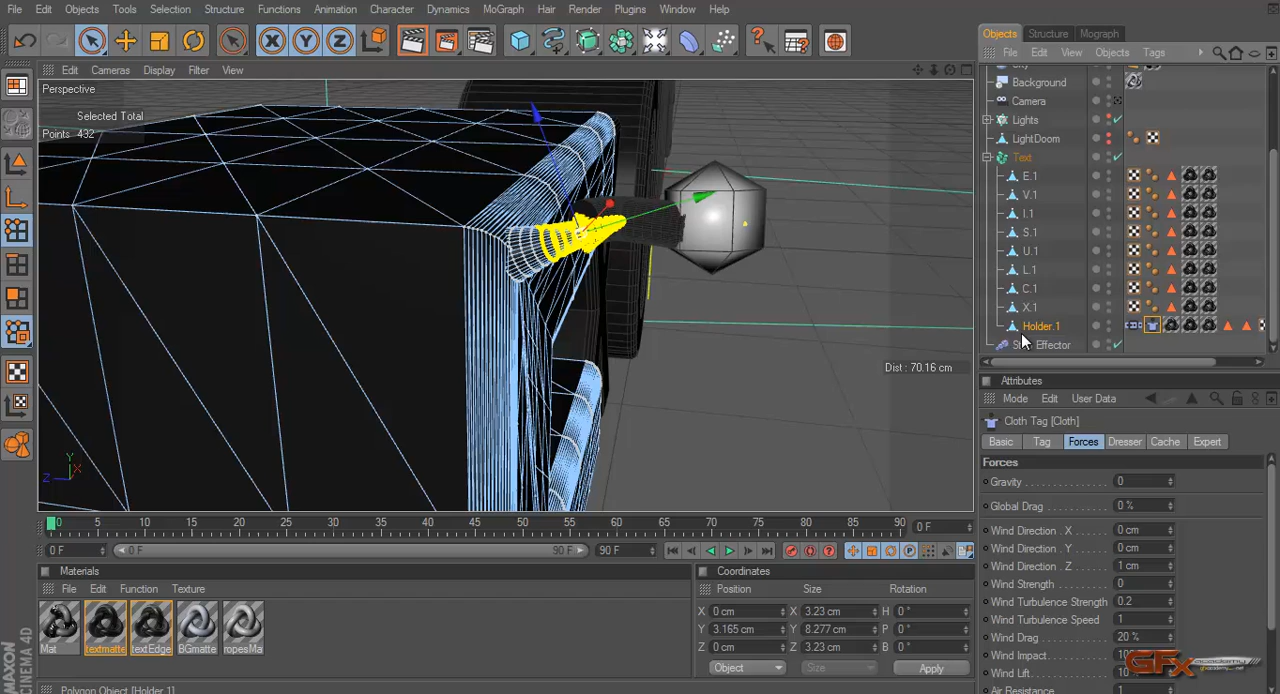 File Edit Objects Tools Selection Structure Functions Animation Character Dynamics MoGraph Hair Render Plugins Window Help
Edit Cameras Display Filter View
Perspective
Selected Total
Points 432
Dist : 70.16 cm
Objects Structure Mograph
File Edit View Objects Tags
Background
Camera
Lights
LightDoom
Text
E.1
V.1
I.1
S.1
U.1
L.1
C.1
X.1
Holder.1
Effector
Attributes
Mode Edit User Data
Cloth Tag [Cloth]
Basic Tag Forces Dresser Cache Expert
Forces
Gravity 0
Global Drag 0 %
Wind Direction . X 0 cm
Wind Direction . Y 0 cm
Wind Direction . Z 1 cm
Wind Strength 0
Wind Turbulence Strength 0.2
Wind Turbulence Speed 1
Wind Drag 20 %
Wind Impact
Wind Lift
Air Resistance
0 5 10 15 20 25 30 35 40 45 50 55 60 65 70 75 80 85 90 0 F
0 F 0 F 90 F 90 F
Materials
File Edit Function Texture
Mat textmatte textEdge BGmatte ropesMa
Coordinates
Position Size Rotation
X 0 cm X 3.23 cm H 0 °
Y 3.165 cm Y 8.277 cm P 0 °
Z 0 cm Z 3.23 cm B 0 °
Object Size Apply
Polygon Object [Holder 1]
MAXON
CINEMA 4D
GFx academy